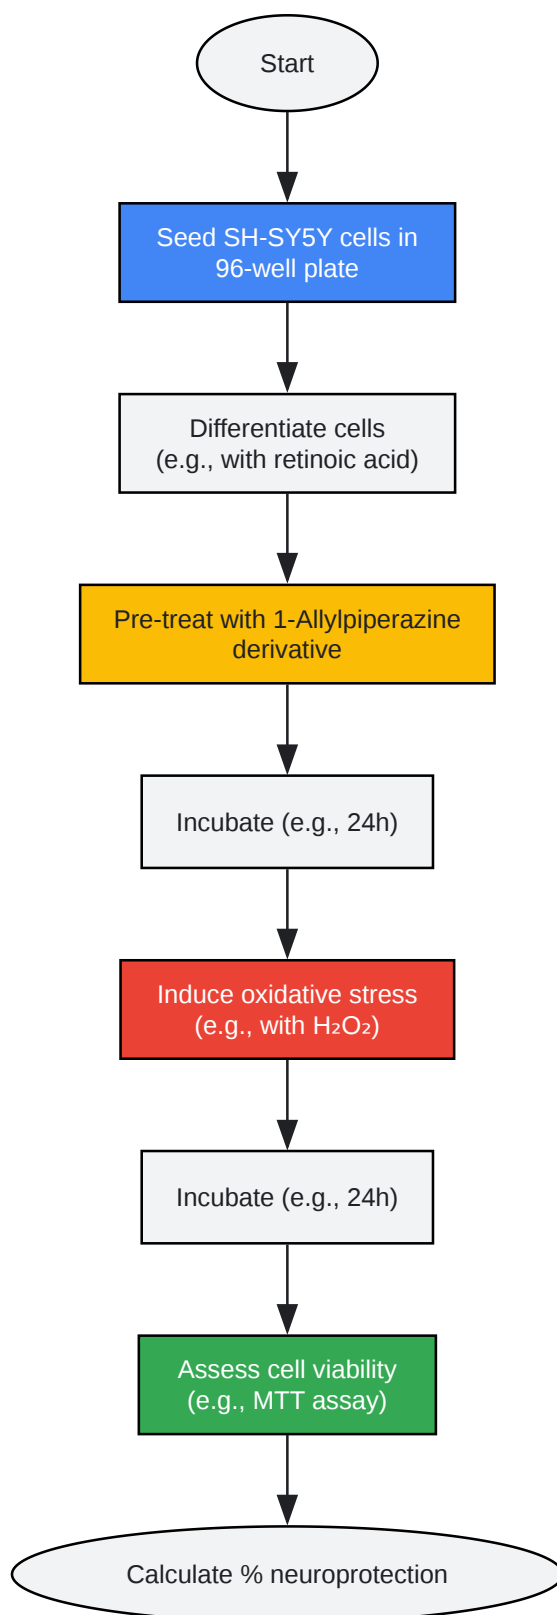 Start
Seed SH-SY5Y cells in
96-well plate
Differentiate cells
(e.g., with retinoic acid)
Pre-treat with 1-Allylpiperazine
derivative
Incubate (e.g., 24h)
Induce oxidative stress
(e.g., with H₂O₂)
Incubate (e.g., 24h)
Assess cell viability
(e.g., MTT assay)
Calculate % neuroprotection